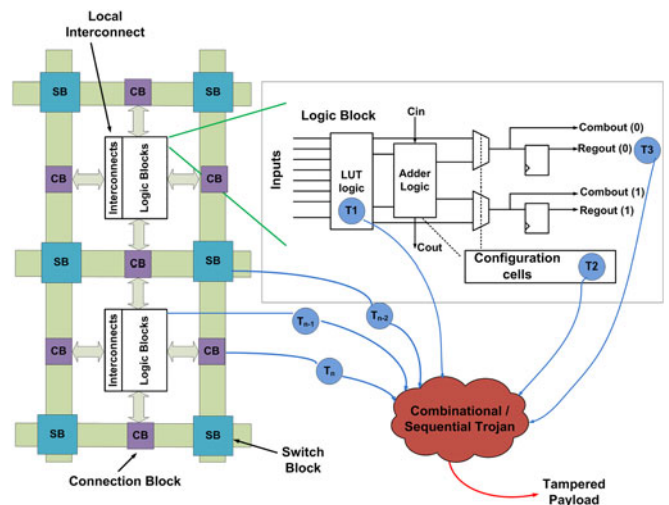 Local
Interconnect
SB
CB
SB
Interconnects
Logic Blocks
CB
CB
SB
CB
SB
Interconnects
Logic Blocks
CB
CB
SB
CB
SB
Connection Block
Switch
Block
Logic Block
Inputs
LUT
logic
T1
Cin
Adder
Logic
Cout
Combout (0)
Regout (0)
T3
Combout (1)
Regout (1)
Configuration
cells
T2
Tn-2
Tn-1
Tn
Combinational /
Sequential Trojan
Tampered
Payload